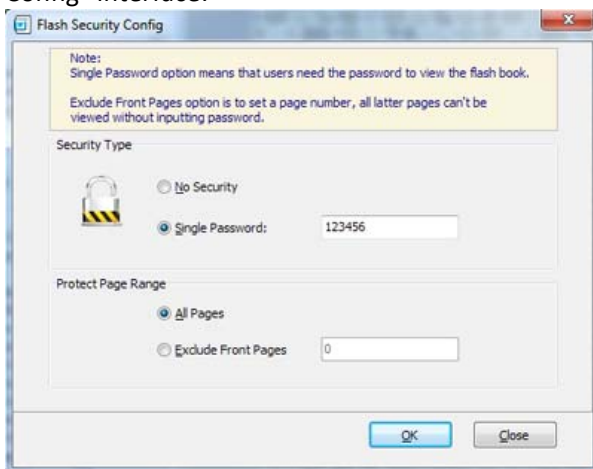 Config" interface.
Flash Security Config
Note:
Single Password option means that users need the password to view the flash book.
Exclude Front Pages option is to set a page number, all latter pages can't be
viewed without inputting password.
Security Type
No Security
Single Password: 123456
Protect Page Range
All Pages
Exclude Front Pages 0
OK Close